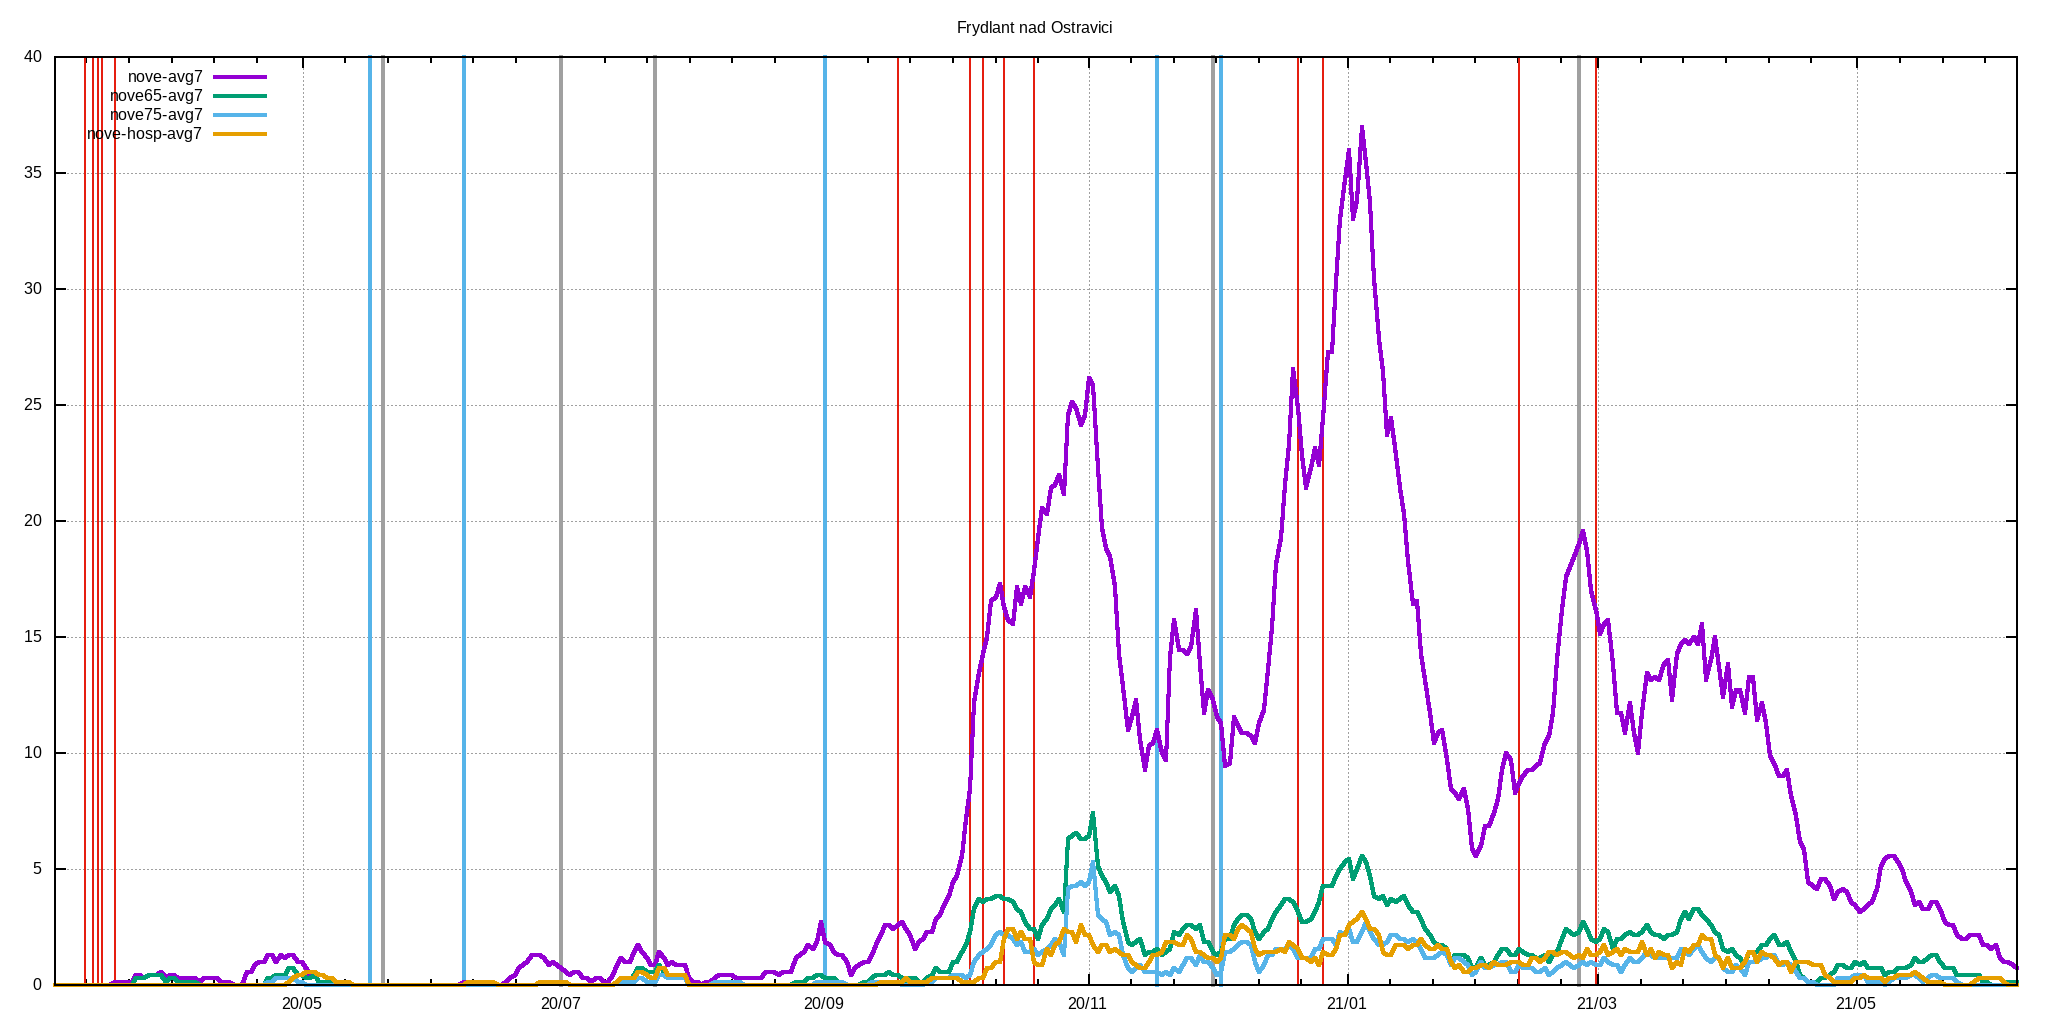 Frydlant nad Ostravici
40
nove-avg7
nove65-avg7
nove75-avg7
nove-hosp-avg7
35
30
25
20
15
10
5
0
20/05 20/07 20/09 20/11 21/01 21/03 21/05